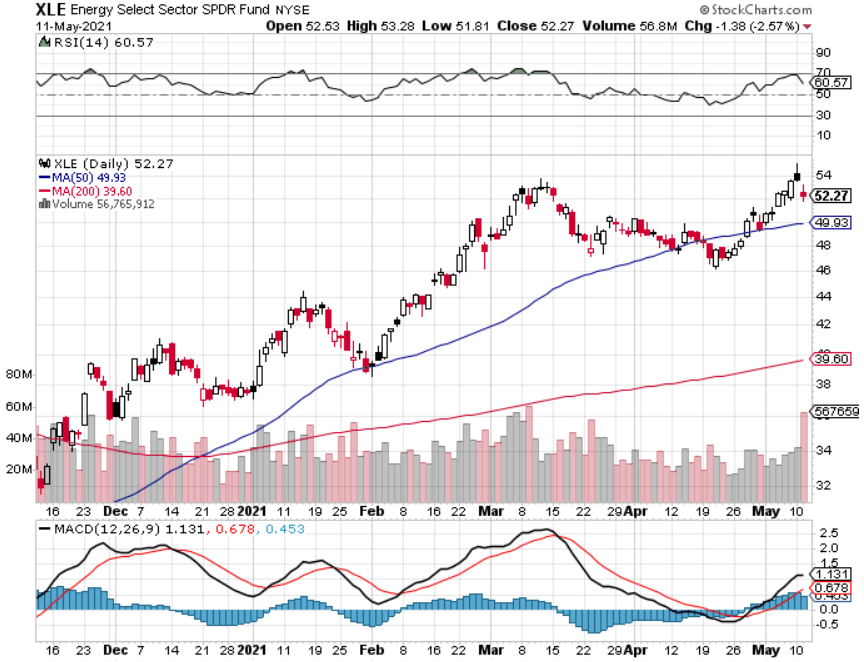 XLE Energy Select Sector SPDR Fund NYSE © StockCharts.com
11-May-2021 Open 52.53 High 53.28 Low 51.81 Close 52.27 Volume 56.8M Chg -1.38 (-2.57%)
RSI(14) 60.57
90
70
60.57
50
30
10
XLE (Daily) 52.27
MA(50) 49.93
MA(200) 39.60
Volume 56,765,912
54
52.27
49.93
48
46
44
42
39.60
80M 38
60M 567659
40M 34
20M 32
16 23 Dec 7 14 21 28 2021 11 19 25 Feb 8 16 22 Mar 8 15 22 29 Apr 12 19 26 May 10
MACD(12,26,9) 1.131, 0.678, 0.453
2.5
2.0
1.5
1.131
0.678
0.453
0.0
-0.5
16 23 Dec 7 14 21 28 2021 11 19 25 Feb 8 16 22 Mar 8 15 22 29 Apr 12 19 26 May 10